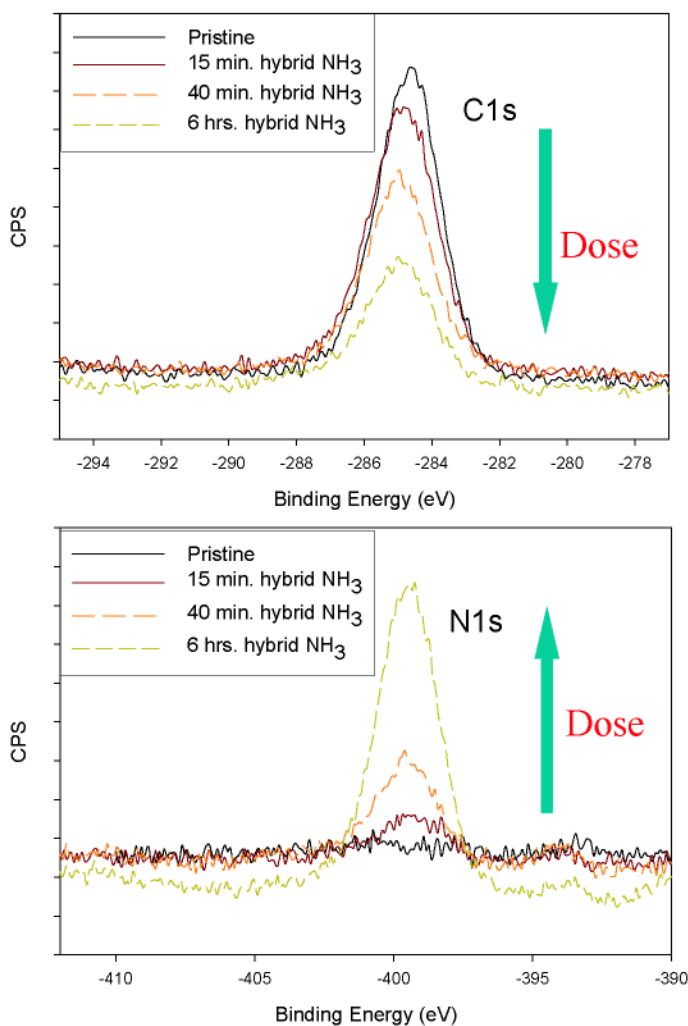 Pristine
15 min. hybrid NH3
40 min. hybrid NH3
6 hrs. hybrid NH3
C1s
Dose
CPS
-294 -292 -290 -288 -286 -284 -282 -280 -278
Binding Energy (eV)
Pristine
15 min. hybrid NH3
40 min. hybrid NH3
6 hrs. hybrid NH3
N1s
Dose
CPS
-410 -405 -400 -395 -390
Binding Energy (eV)